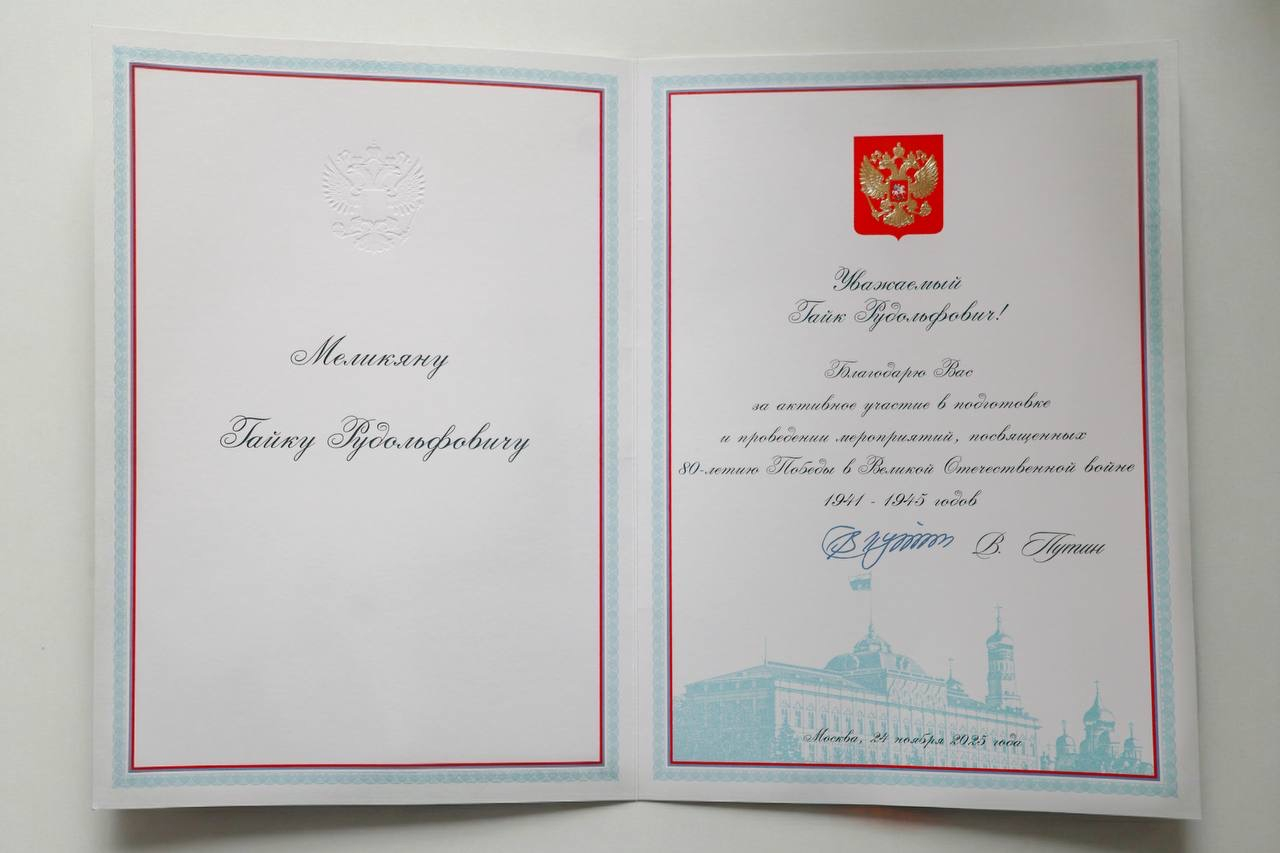 Меликяну
Гайку Рудольфовичу
Уважаемый
Гайк Рудольфович!
Благодарю Вас
за активное участие в подготовке
и проведении мероприятий, посвященных
80-летию Победы в Великой Отечественной войне
1941 - 1945 годов
В. Путин
Москва, 24 ноября 2025 года